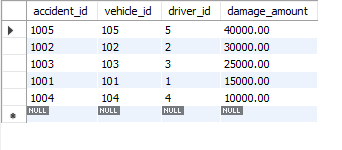 accident_id vehicle_id driver_id damage_amount
1005 105 5 40000.00
1002 102 2 30000.00
1003 103 3 25000.00
1001 101 1 15000.00
1004 104 4 10000.00
NULL NULL NULL NULL